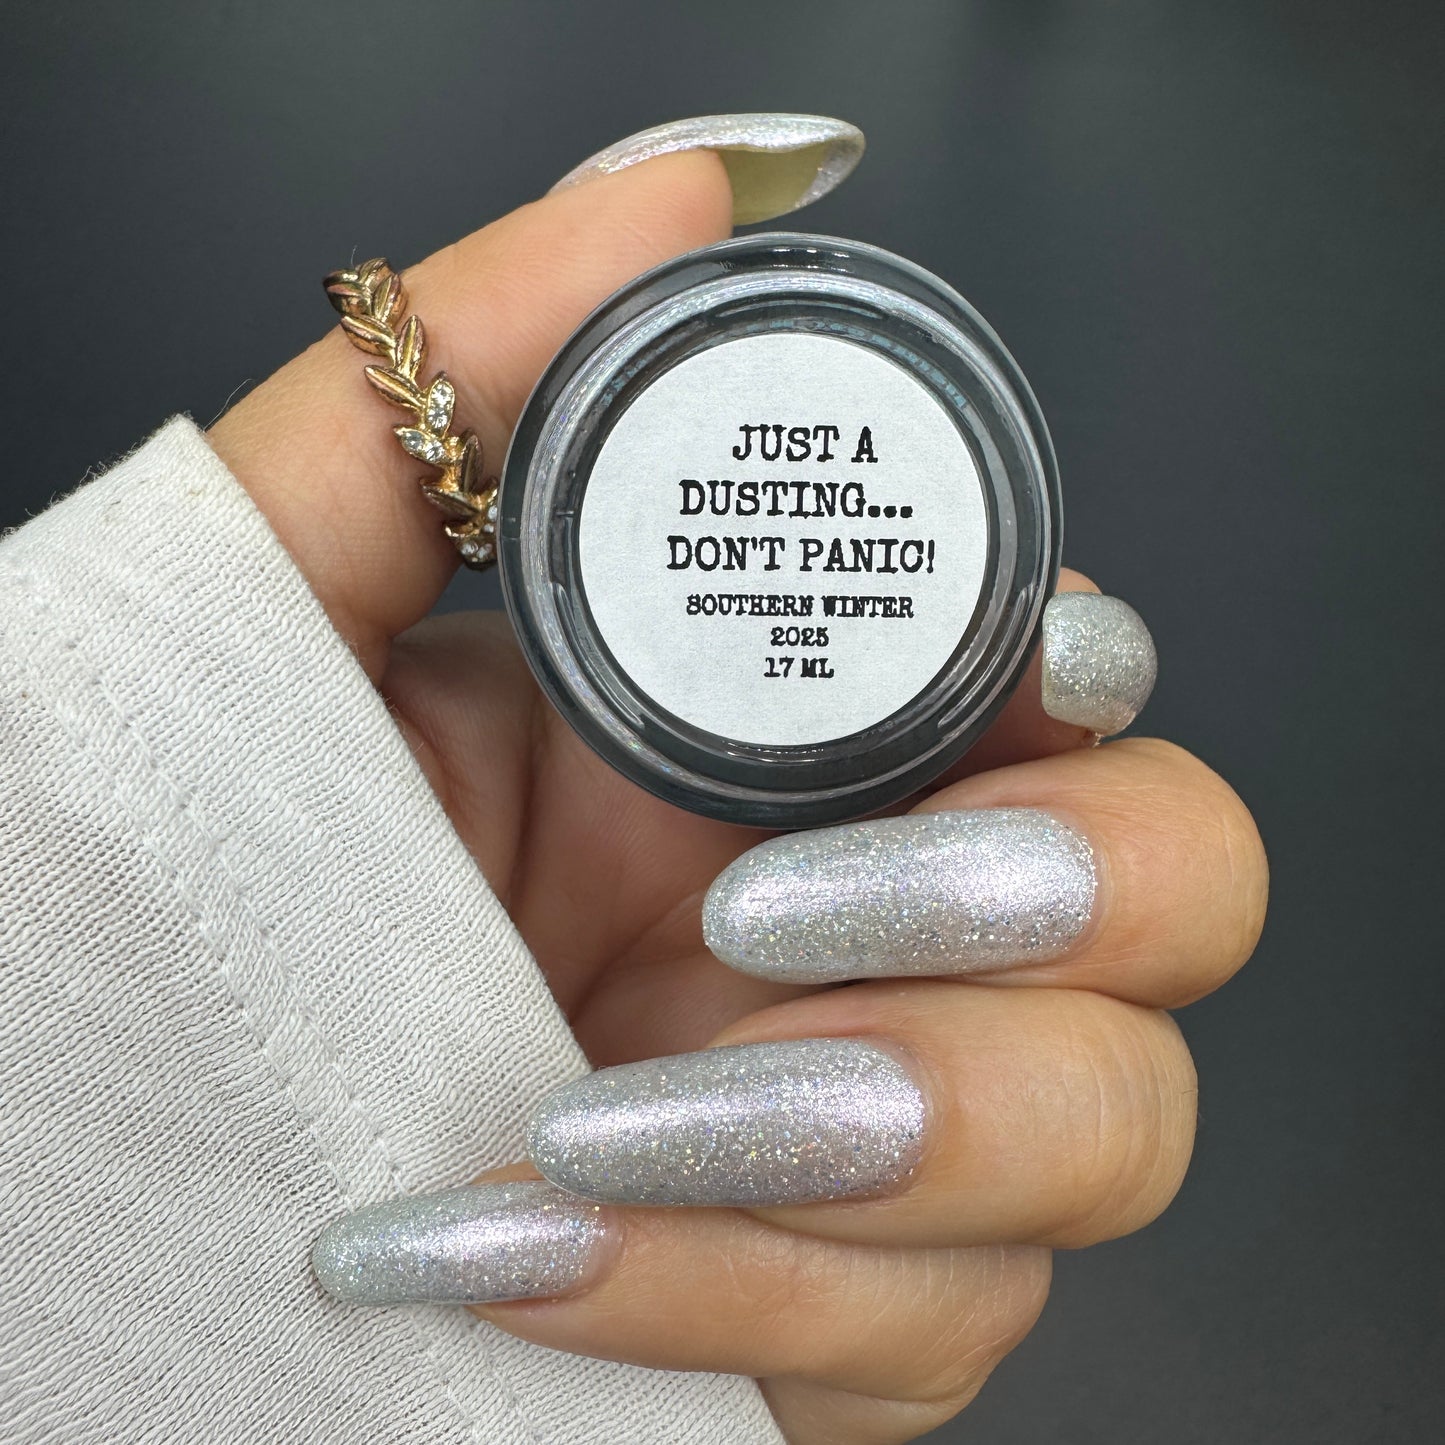 JUST A
DUSTING...
DON'T PANIC!
SOUTHERN WINTER
2025
17 ML